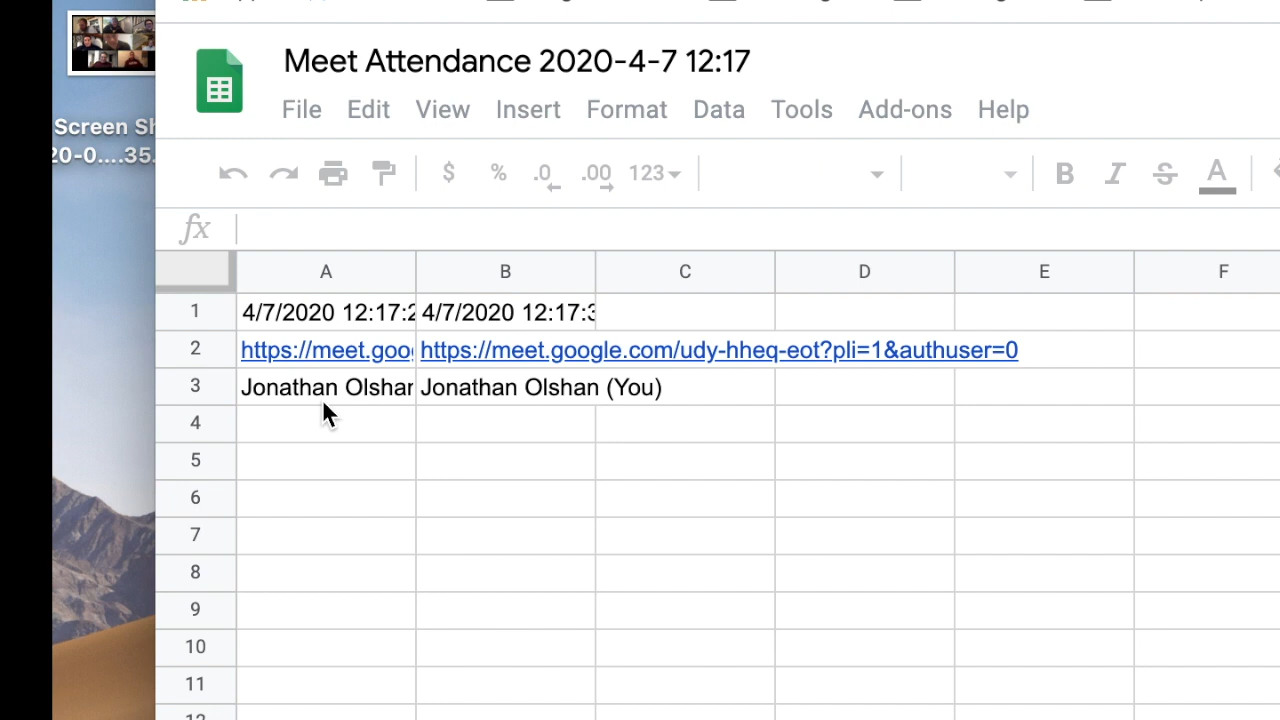 Meet Attendance 2020-4-7 12:17
File Edit View Insert Format Data Tools Add-ons Help
Screen Sh
20-0....35.
$ % .0 .00 123
B I S A
fx
A B C D E F
1 4/7/2020 12:17:2 4/7/2020 12:17:3
2 https://meet.goo https://meet.google.com/udy-hheq-eot?pli=1&authuser=0
3 Jonathan Olshan Jonathan Olshan (You)
4
5
6
7
8
9
10
11
12